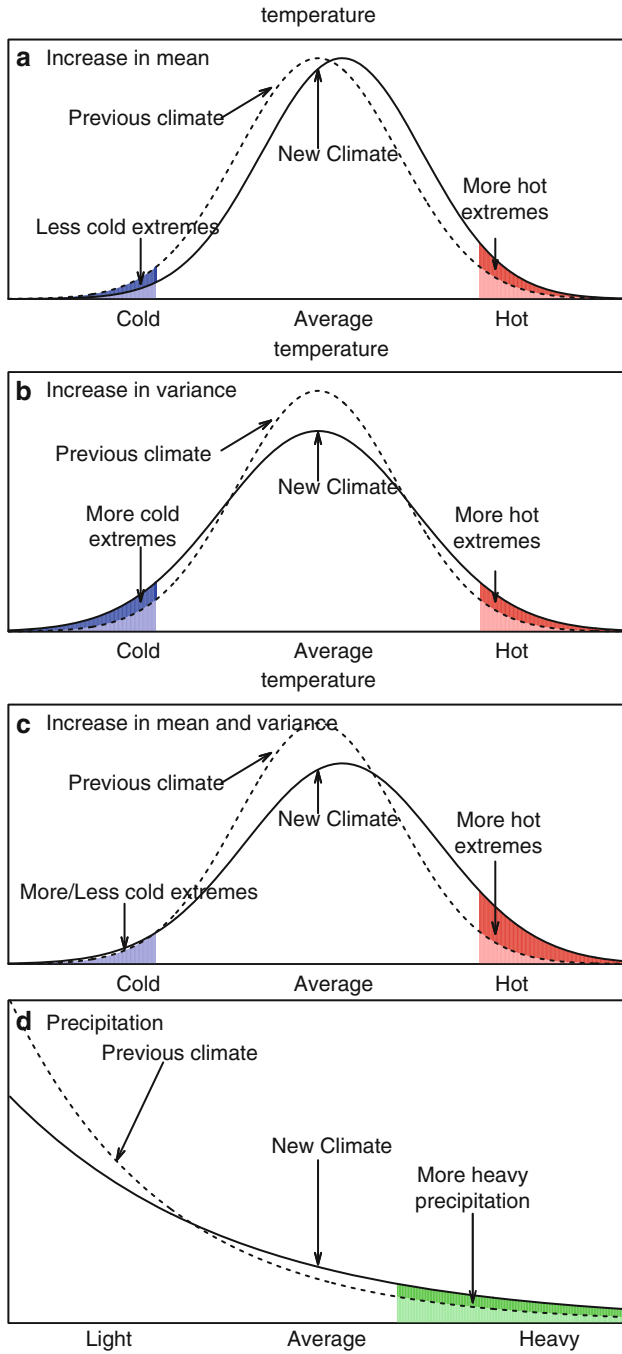 temperature
a Increase in mean
Previous climate
New Climate
More hot
extremes
Less cold extremes
Cold Average Hot
temperature
b Increase in variance
Previous climate
New Climate
More cold
extremes
More hot
extremes
Cold Average Hot
temperature
c Increase in mean and variance
Previous climate
New Climate
More hot
extremes
More/Less cold extremes
Cold Average Hot
d Precipitation
Previous climate
New Climate
More heavy
precipitation
Light Average Heavy